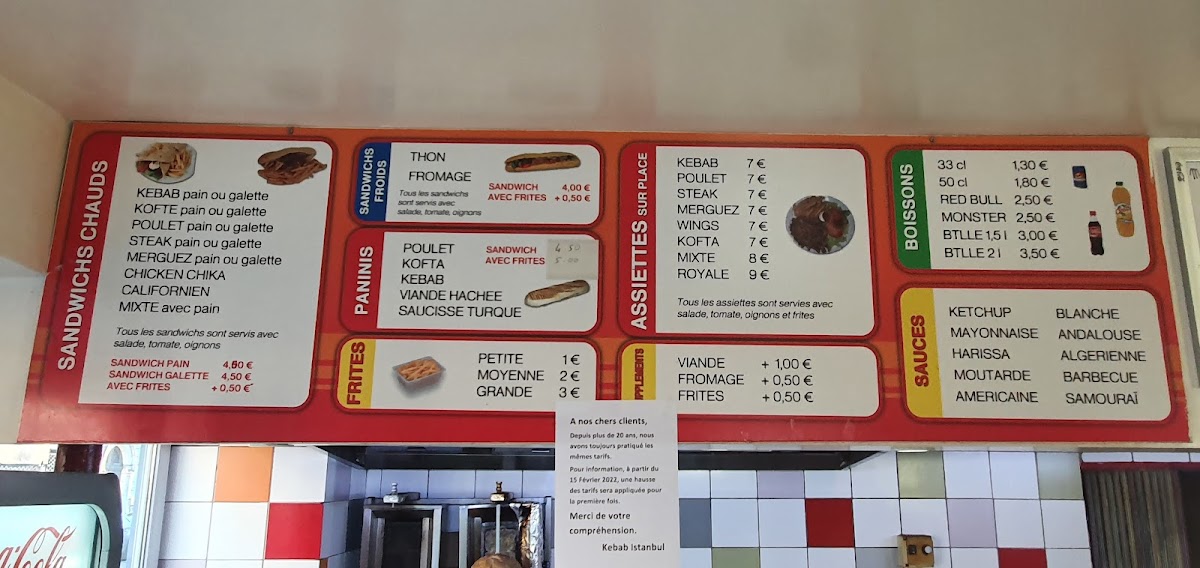 SANDWICHS CHAUDS
KEBAB pain ou galette
KOFTE pain ou galette
POULET pain ou galette
STEAK pain ou galette
MERGUEZ pain ou galette
CHICKEN CHIKA
CALIFORNIEN
MIXTE avec pain
Tous les sandwichs sont servis avec
salade, tomate, oignons
SANDWICH PAIN 4,50 €
SANDWICH GALETTE 4,50 €
AVEC FRITES + 0,50 €
SANDWICHS
FROIDS
THON
FROMAGE
Tous les sandwichs
sont servis avec
salade, tomate, oignons
SANDWICH 4,00 €
AVEC FRITES + 0,50 €
PANINIS
POULET
KOFTA
KEBAB
VIANDE HACHEE
SAUCISSE TURQUE
SANDWICH 4 50
AVEC FRITES 5 00
FRITES
PETITE 1 €
MOYENNE 2 €
GRANDE 3 €
ASSIETTES SUR PLACE
KEBAB 7 €
POULET 7 €
STEAK 7 €
MERGUEZ 7 €
WINGS 7 €
KOFTA 7 €
MIXTE 8 €
ROYALE 9 €
Tous les assiettes sont servies avec
salade, tomate, oignons et frites
VIANDE + 1,00 €
FROMAGE + 0,50 €
FRITES + 0,50 €
BOISSONS
33 cl 1,30 €
50 cl 1,80 €
RED BULL 2,50 €
MONSTER 2,50 €
BTLLE 1,5 l 3,00 €
BTLLE 2 l 3,50 €
SAUCES
KETCHUP BLANCHE
MAYONNAISE ANDALOUSE
HARISSA ALGERIENNE
MOUTARDE BARBECUE
AMERICAINE SAMOURAÏ
A nos chers clients,
Depuis plus de 20 ans, nous
avons toujours pratiqué les
mêmes tarifs.
Pour information, à partir du
15 Février 2022, une hausse
des tarifs sera appliquée pour
la première fois.
Merci de votre
compréhension.
Kebab istanbul